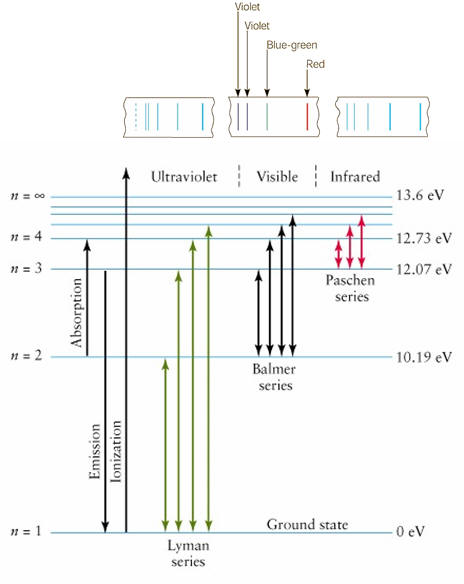 Violet
Violet
Blue-green
Red
Ultraviolet
Visible
Infrared
n = ∞
13.6 eV
n = 4
12.73 eV
n = 3
12.07 eV
Paschen
series
Absorption
n = 2
10.19 eV
Balmer
series
Emission
Ionization
Ground state
n = 1
0 eV
Lyman
series